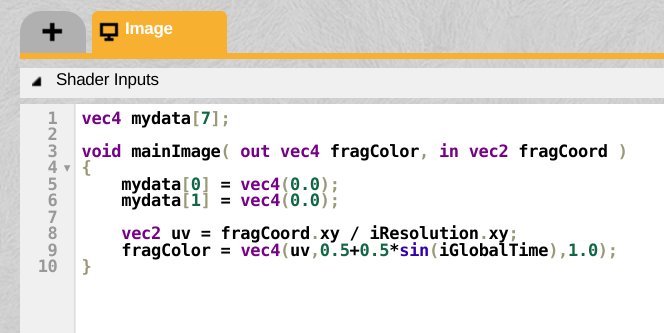 + Image
Shader Inputs
1 vec4 mydata[7];
2
3 void mainImage( out vec4 fragColor, in vec2 fragCoord )
4 {
5     mydata[0] = vec4(0.0);
6     mydata[1] = vec4(0.0);
7
8     vec2 uv = fragCoord.xy / iResolution.xy;
9     fragColor = vec4(uv,0.5+0.5*sin(iGlobalTime),1.0);
10 }